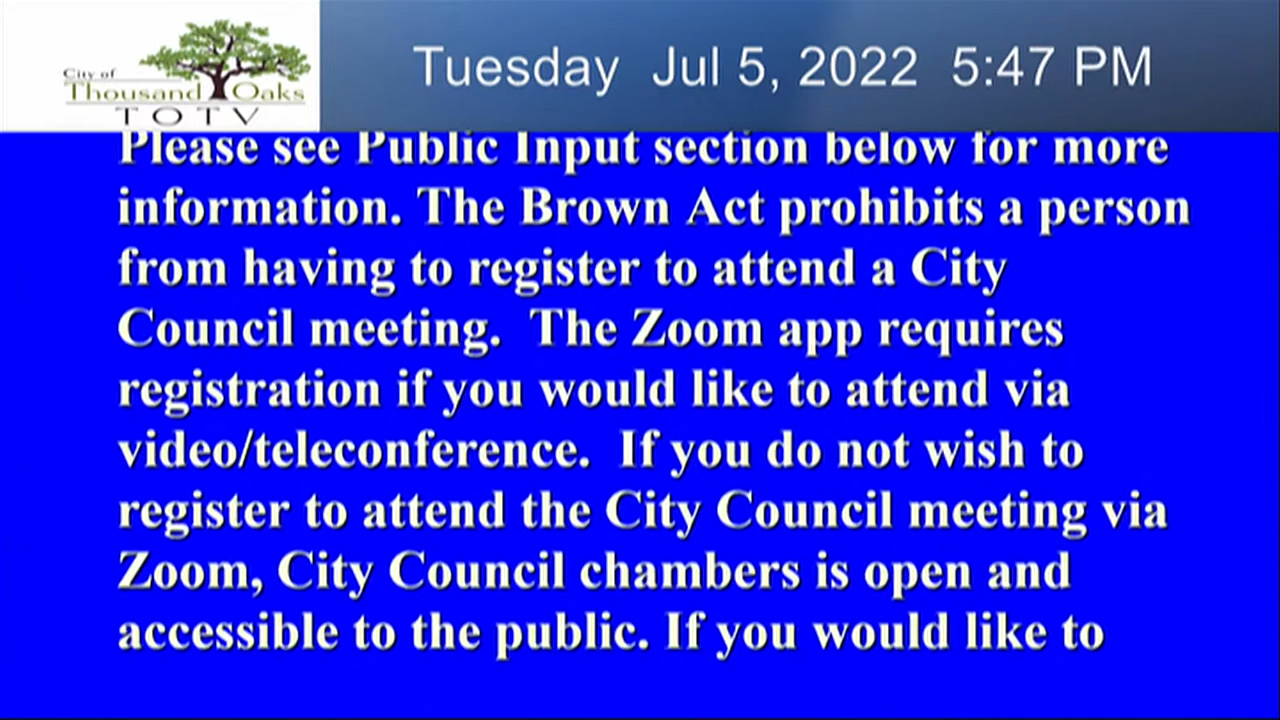 City of
Thousand Oaks
TOTV
Tuesday Jul 5, 2022 5:47 PM
Please see Public Input section below for more
information. The Brown Act prohibits a person
from having to register to attend a City
Council meeting. The Zoom app requires
registration if you would like to attend via
video/teleconference. If you do not wish to
register to attend the City Council meeting via
Zoom, City Council chambers is open and
accessible to the public. If you would like to